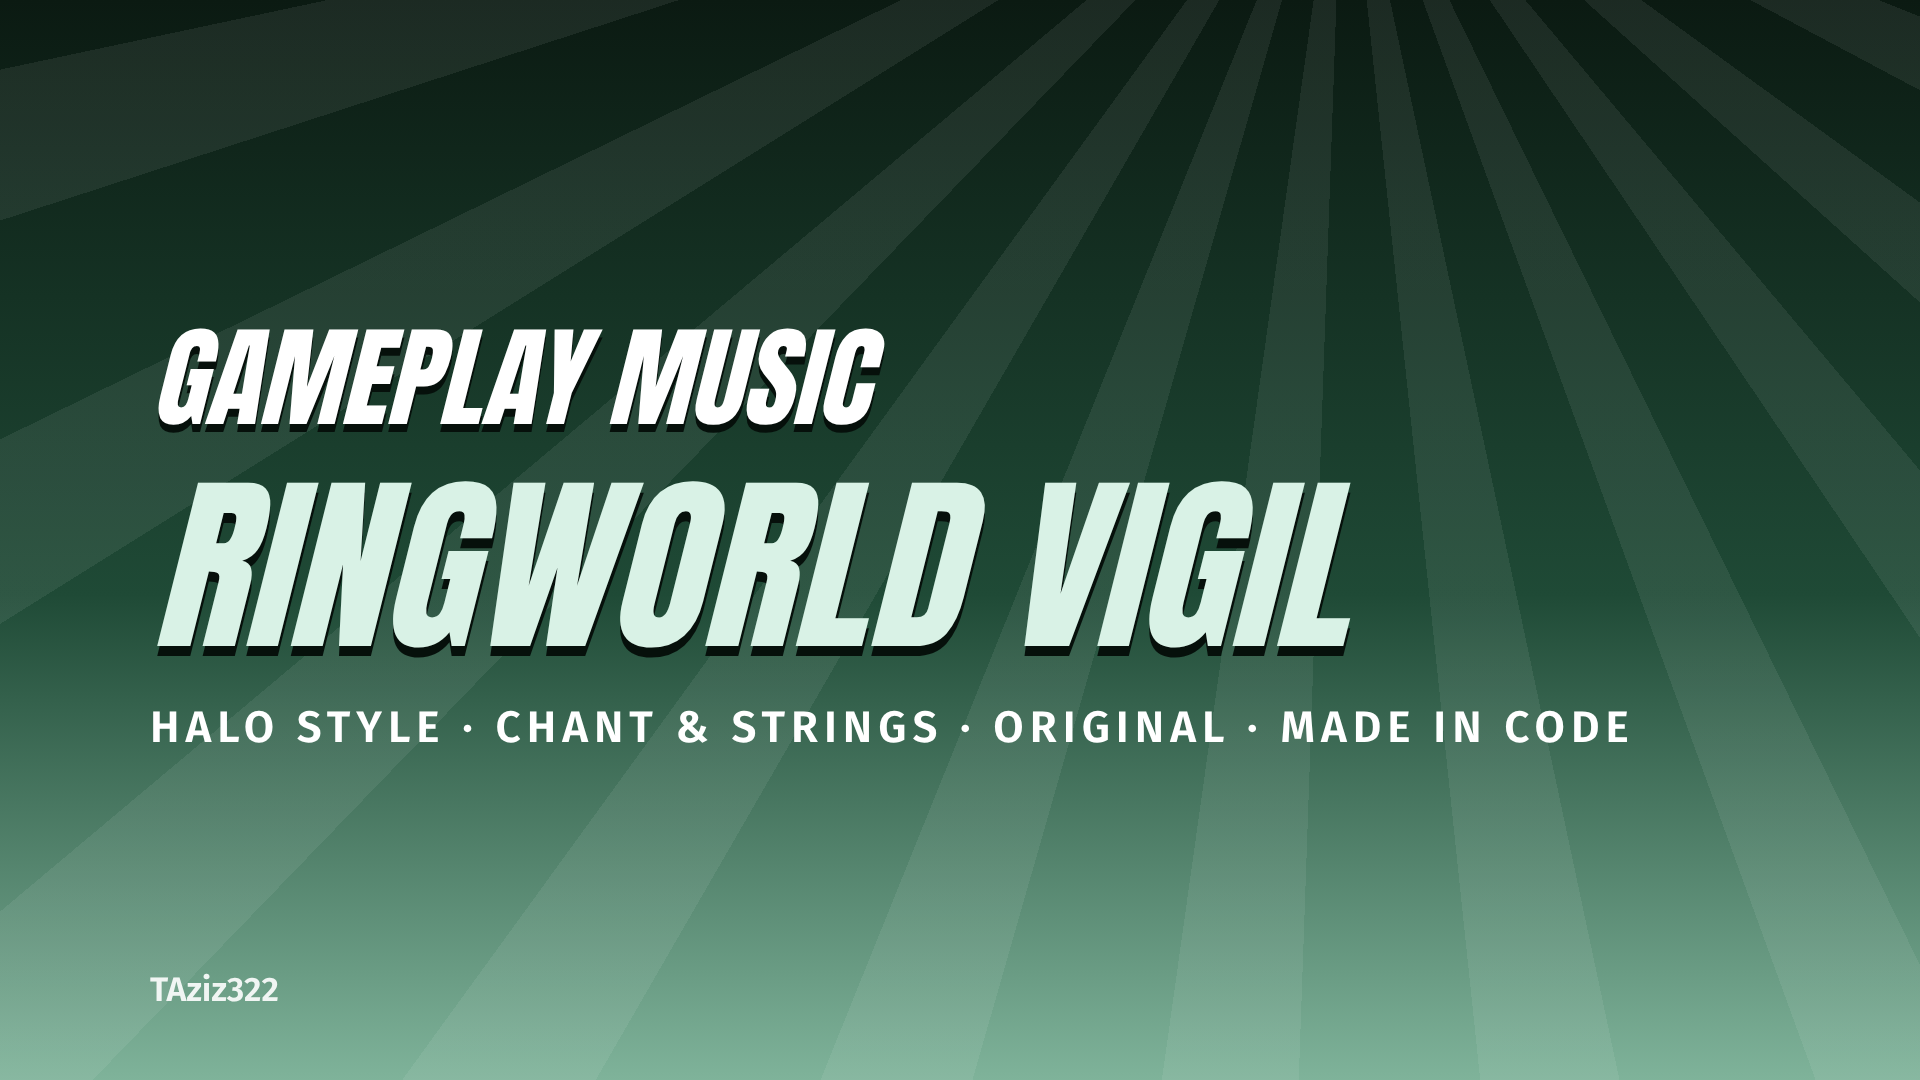 GAMEPLAY MUSIC
RINGWORLD VIGIL
HALO STYLE · CHANT & STRINGS · ORIGINAL · MADE IN CODE
TAziz322